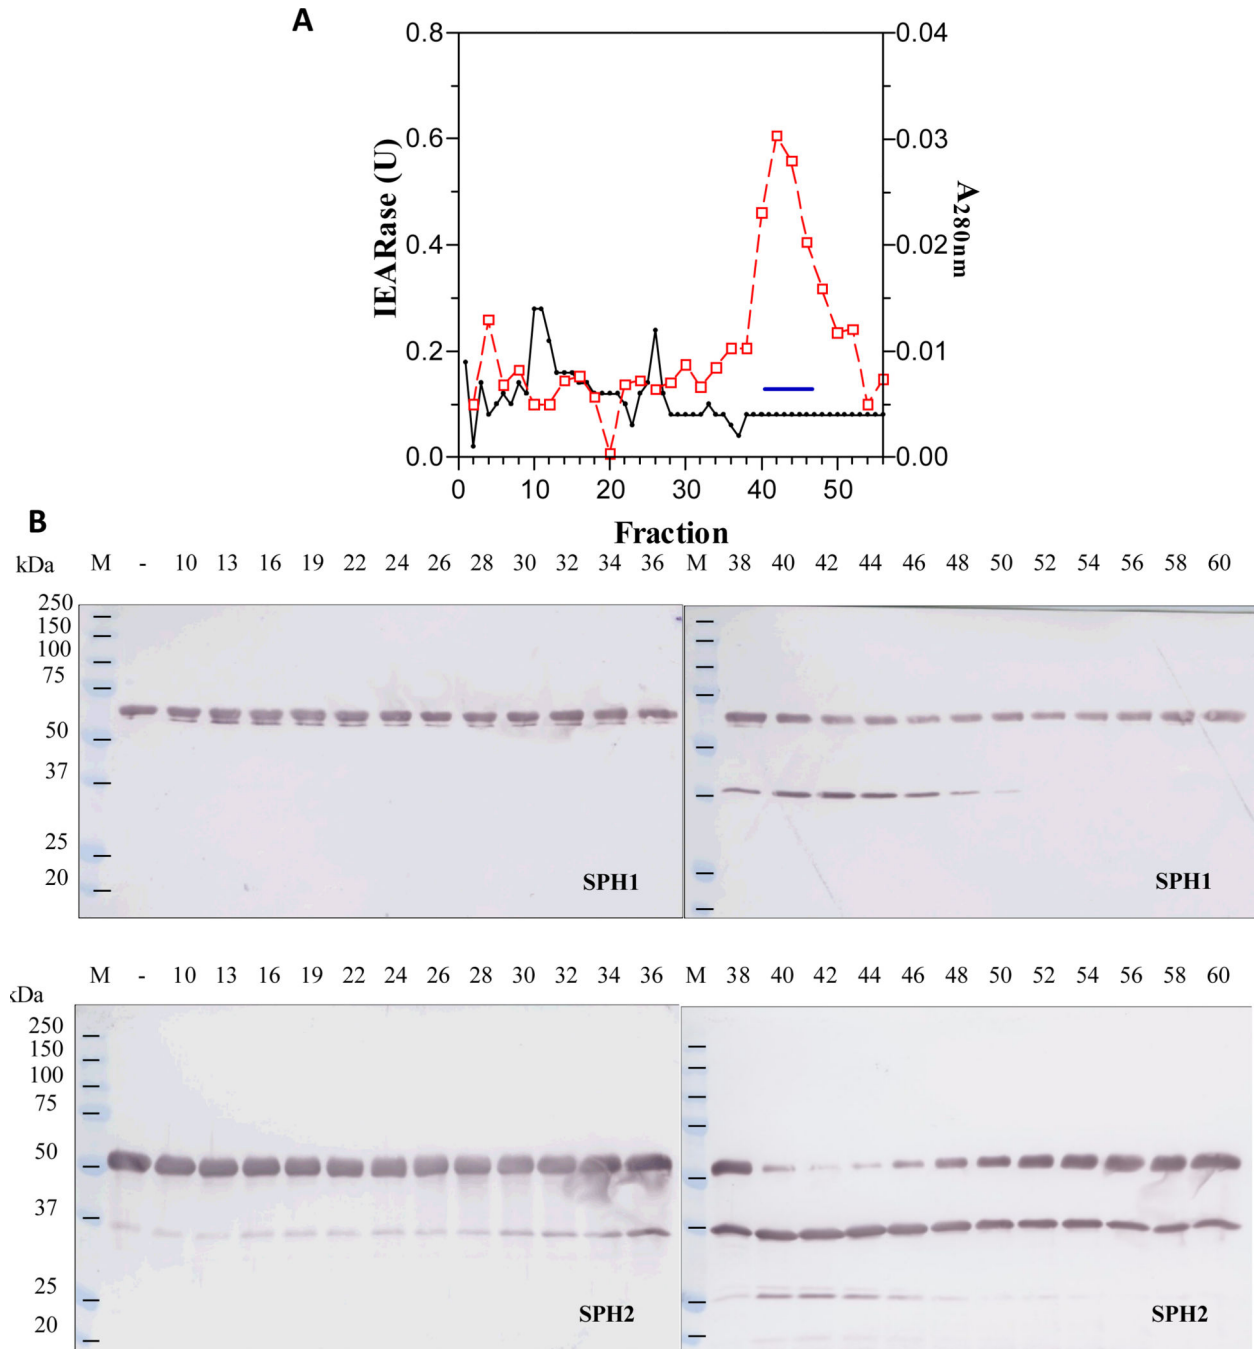 A
0.8
0.6
0.4
0.2
0.0
IEARase (U)
0.04
0.03
0.02
0.01
0.00
A280nm
0 10 20 30 40 50
Fraction
B
kDa M - 10 13 16 19 22 24 26 28 30 32 34 36 M 38 40 42 44 46 48 50 52 54 56 58 60
250
150
100
75
50
37
25
20
SPH1
SPH1
M - 10 13 16 19 22 24 26 28 30 32 34 36 M 38 40 42 44 46 48 50 52 54 56 58 60
kDa
250
150
100
75
50
37
25
20
SPH2
SPH2